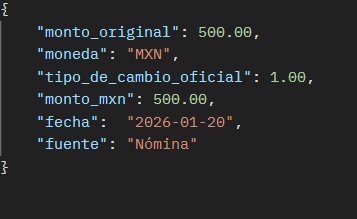 {
"monto_original": 500.00,
"moneda": "MXN",
"tipo_de_cambio_oficial": 1.00,
"monto_mxn": 500.00,
"fecha":  "2026-01-20",
"fuente": "Nómina"
}